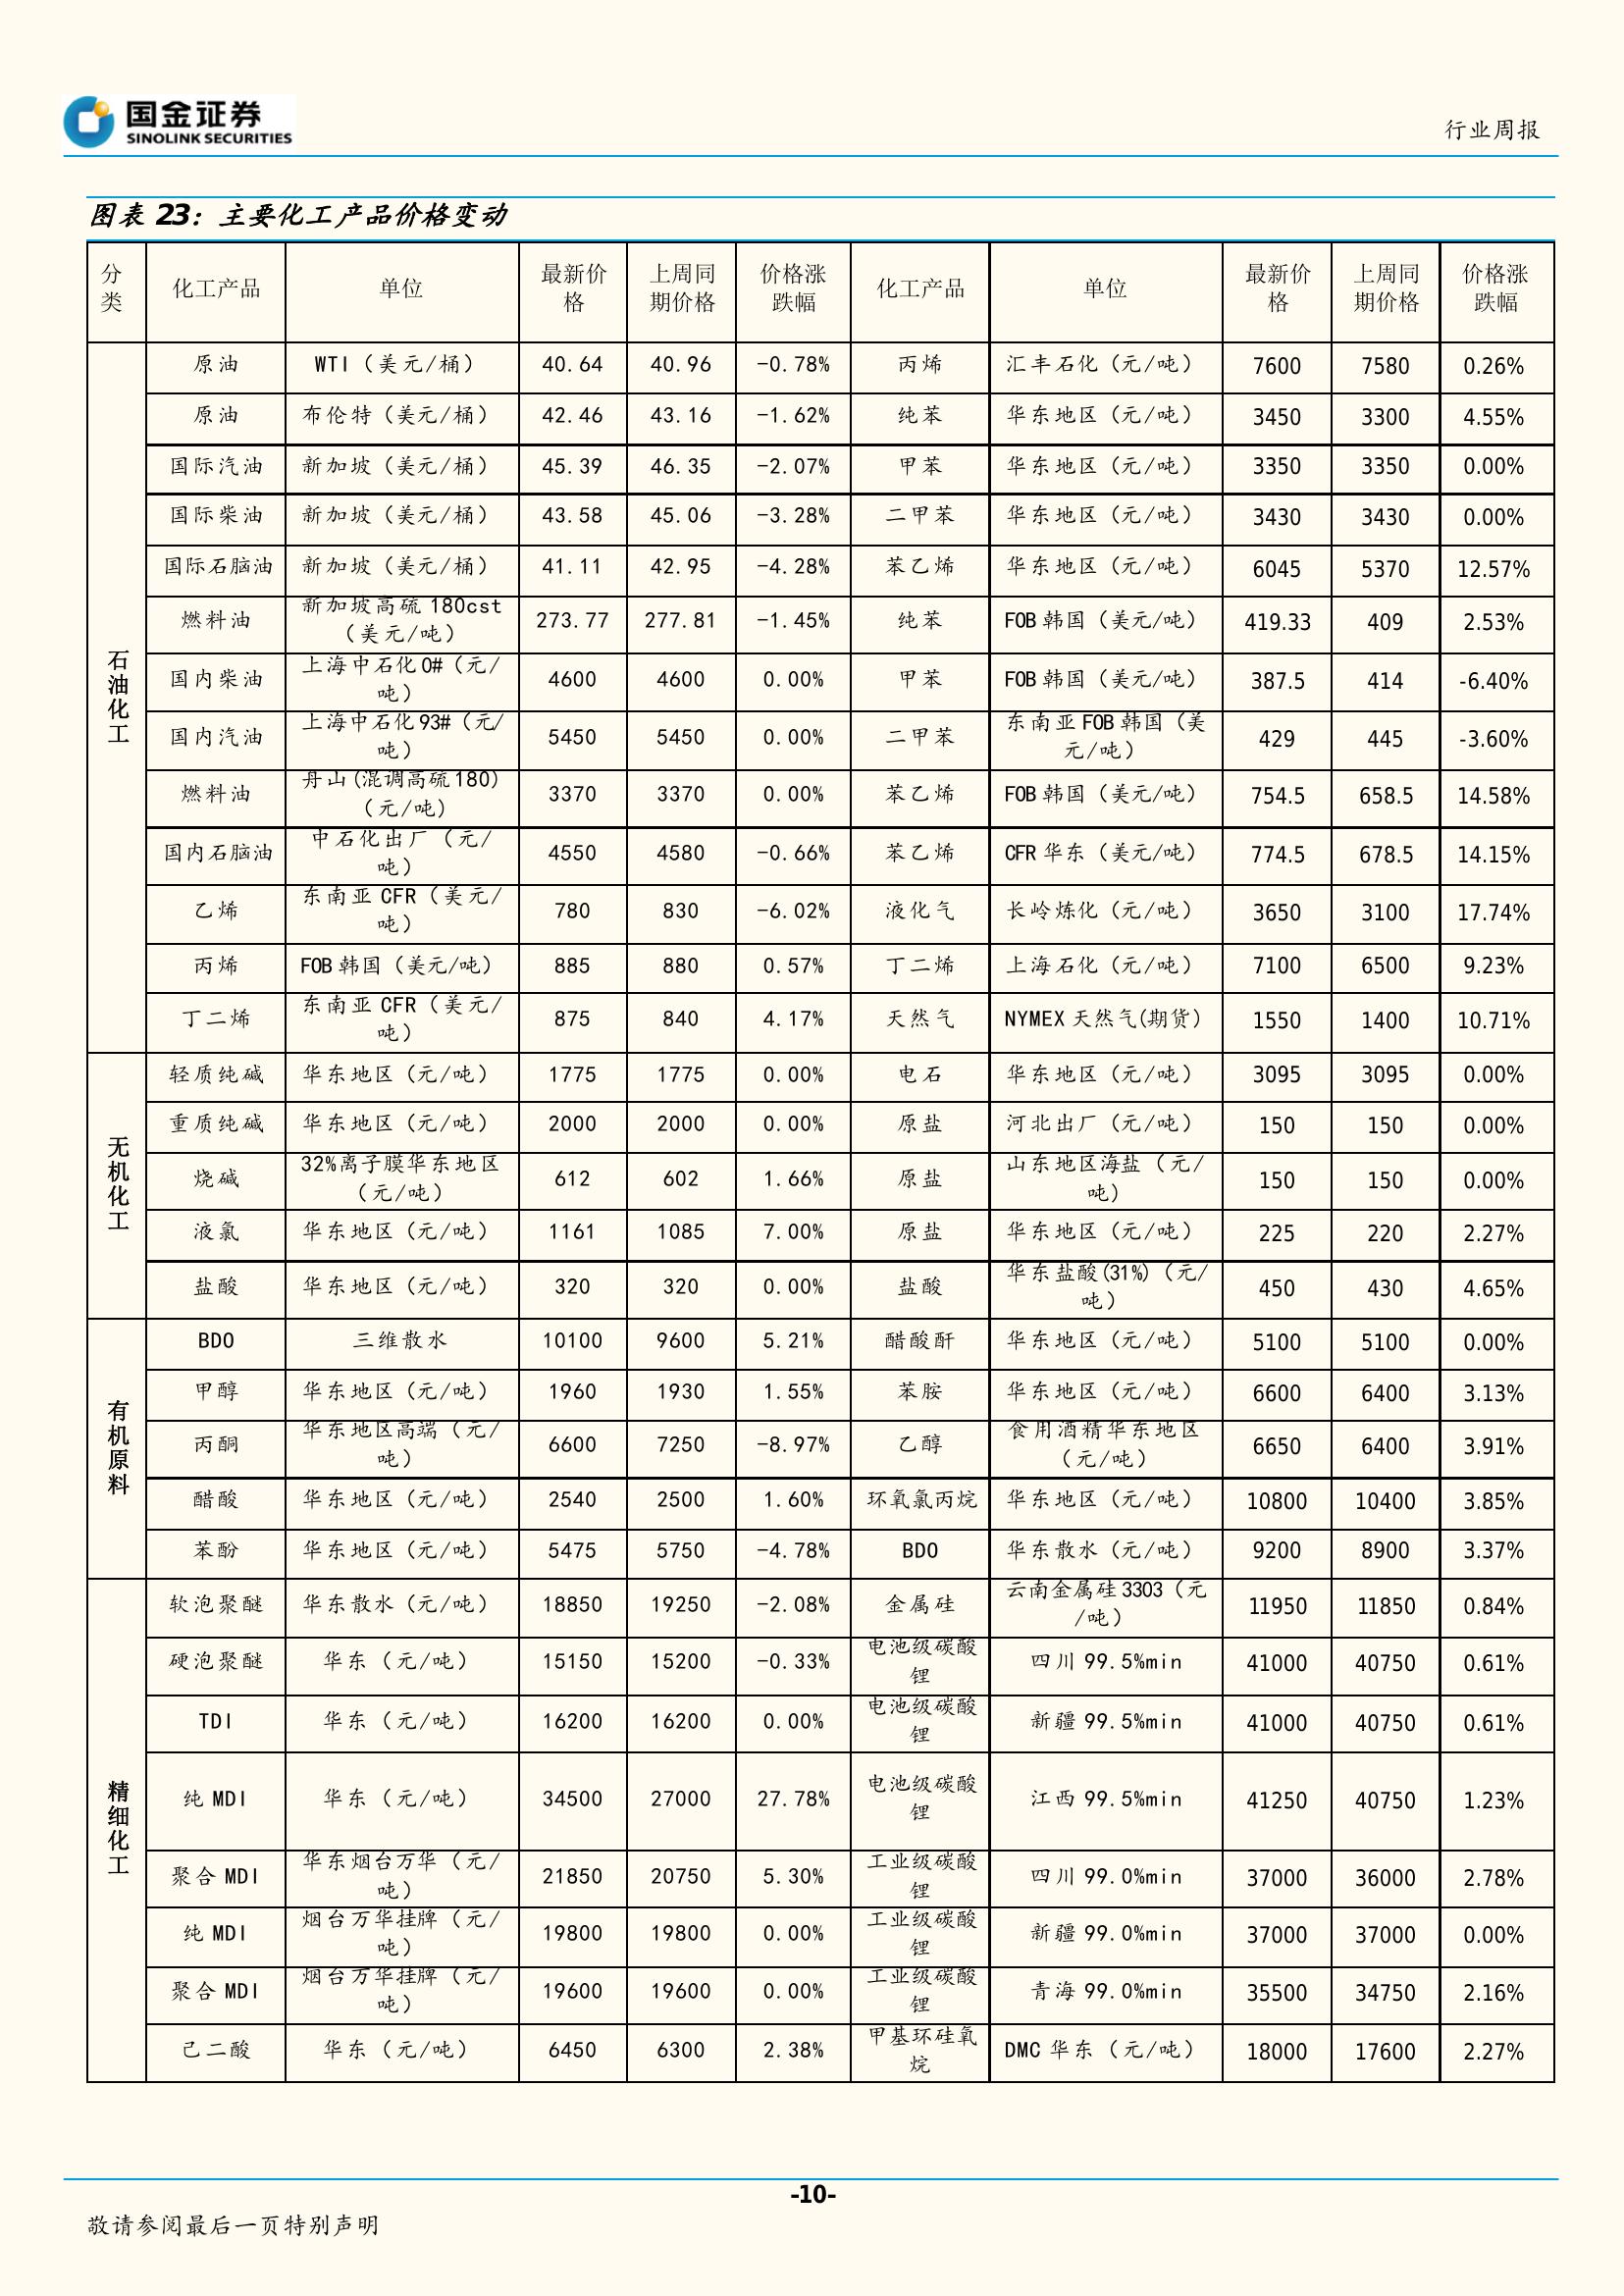 国金证券
SINOLINK SECURITIES
行业周报
图表 23：主要化工产品价格变动
分类 化工产品 单位 最新价格 上周同期价格 价格涨跌幅 化工产品 单位 最新价格 上周同期价格 价格涨跌幅
石油化工
原油 WTI（美元/桶） 40.64 40.96 -0.78% 丙烯 汇丰石化（元/吨） 7600 7580 0.26%
原油 布伦特（美元/桶） 42.46 43.16 -1.62% 纯苯 华东地区（元/吨） 3450 3300 4.55%
国际汽油 新加坡（美元/桶） 45.39 46.35 -2.07% 甲苯 华东地区（元/吨） 3350 3350 0.00%
国际柴油 新加坡（美元/桶） 43.58 45.06 -3.28% 二甲苯 华东地区（元/吨） 3430 3430 0.00%
国际石脑油 新加坡（美元/桶） 41.11 42.95 -4.28% 苯乙烯 华东地区（元/吨） 6045 5370 12.57%
燃料油 新加坡高硫 180cst（美元/吨） 273.77 277.81 -1.45% 纯苯 FOB 韩国（美元/吨） 419.33 409 2.53%
国内柴油 上海中石化 0#（元/吨） 4600 4600 0.00% 甲苯 FOB 韩国（美元/吨） 387.5 414 -6.40%
国内汽油 上海中石化 93#（元/吨） 5450 5450 0.00% 二甲苯 东南亚 FOB 韩国（美元/吨） 429 445 -3.60%
燃料油 舟山(混调高硫 180)（元/吨） 3370 3370 0.00% 苯乙烯 FOB 韩国（美元/吨） 754.5 658.5 14.58%
国内石脑油 中石化出厂（元/吨） 4550 4580 -0.66% 苯乙烯 CFR 华东（美元/吨） 774.5 678.5 14.15%
乙烯 东南亚 CFR（美元/吨） 780 830 -6.02% 液化气 长岭炼化（元/吨） 3650 3100 17.74%
丙烯 FOB 韩国（美元/吨） 885 880 0.57% 丁二烯 上海石化（元/吨） 7100 6500 9.23%
丁二烯 东南亚 CFR（美元/吨） 875 840 4.17% 天然气 NYMEX 天然气(期货) 1550 1400 10.71%
无机化工
轻质纯碱 华东地区（元/吨） 1775 1775 0.00% 电石 华东地区（元/吨） 3095 3095 0.00%
重质纯碱 华东地区（元/吨） 2000 2000 0.00% 原盐 河北出厂（元/吨） 150 150 0.00%
烧碱 32%离子膜华东地区（元/吨） 612 602 1.66% 原盐 山东地区海盐（元/吨) 150 150 0.00%
液氯 华东地区（元/吨） 1161 1085 7.00% 原盐 华东地区（元/吨） 225 220 2.27%
盐酸 华东地区（元/吨） 320 320 0.00% 盐酸 华东盐酸(31%)（元/吨） 450 430 4.65%
有机原料
BDO 三维散水 10100 9600 5.21% 醋酸酐 华东地区（元/吨） 5100 5100 0.00%
甲醇 华东地区（元/吨） 1960 1930 1.55% 苯胺 华东地区（元/吨） 6600 6400 3.13%
丙酮 华东地区高端（元/吨） 6600 7250 -8.97% 乙醇 食用酒精华东地区（元/吨） 6650 6400 3.91%
醋酸 华东地区（元/吨） 2540 2500 1.60% 环氧氯丙烷 华东地区（元/吨） 10800 10400 3.85%
苯酚 华东地区（元/吨） 5475 5750 -4.78% BDO 华东散水（元/吨） 9200 8900 3.37%
精细化工
软泡聚醚 华东散水（元/吨） 18850 19250 -2.08% 金属硅 云南金属硅 3303（元/吨） 11950 11850 0.84%
硬泡聚醚 华东（元/吨） 15150 15200 -0.33% 电池级碳酸锂 四川 99.5%min 41000 40750 0.61%
TDI 华东（元/吨） 16200 16200 0.00% 电池级碳酸锂 新疆 99.5%min 41000 40750 0.61%
纯 MDI 华东（元/吨） 34500 27000 27.78% 电池级碳酸锂 江西 99.5%min 41250 40750 1.23%
聚合 MDI 华东烟台万华（元/吨） 21850 20750 5.30% 工业级碳酸锂 四川 99.0%min 37000 36000 2.78%
纯 MDI 烟台万华挂牌（元/吨） 19800 19800 0.00% 工业级碳酸锂 新疆 99.0%min 37000 37000 0.00%
聚合 MDI 烟台万华挂牌（元/吨） 19600 19600 0.00% 工业级碳酸锂 青海 99.0%min 35500 34750 2.16%
己二酸 华东（元/吨） 6450 6300 2.38% 甲基环硅氧烷 DMC 华东（元/吨） 18000 17600 2.27%
-10-
敬请参阅最后一页特别声明